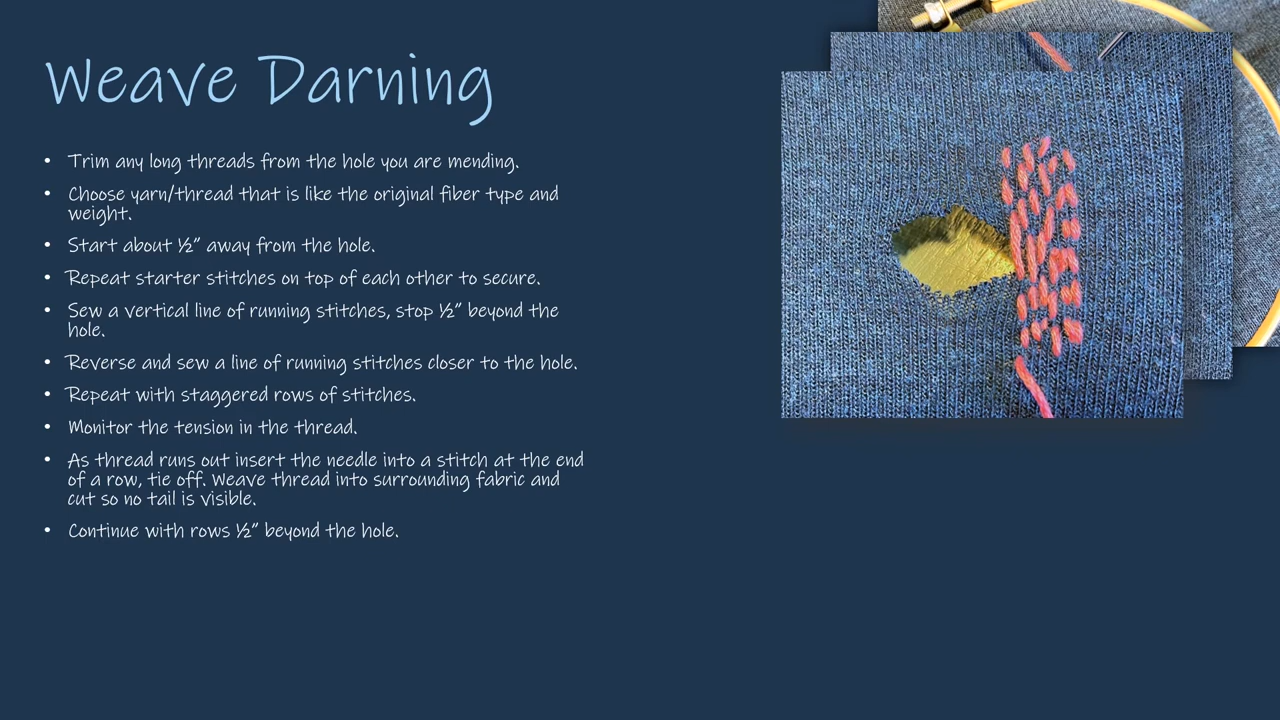 Weave Darning
• Trim any long threads from the hole you are mending.
• Choose yarn/thread that is like the original fiber type and
weight.
• Start about ½” away from the hole.
• Repeat starter stitches on top of each other to secure.
• Sew a vertical line of running stitches, stop ½” beyond the
hole.
• Reverse and sew a line of running stitches closer to the hole.
• Repeat with staggered rows of stitches.
• Monitor the tension in the thread.
• As thread runs out insert the needle into a stitch at the end
of a row, tie off. Weave thread into surrounding fabric and
cut so no tail is visible.
• Continue with rows ½” beyond the hole.